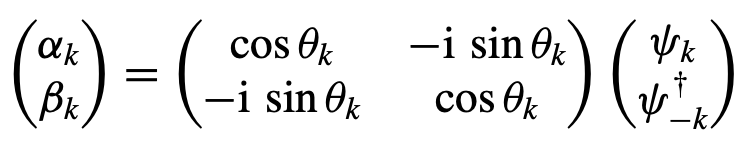 (α_k β_k) = (cos θ_k −i sin θ_k −i sin θ_k cos θ_k) (ψ_k ψ†_{−k})